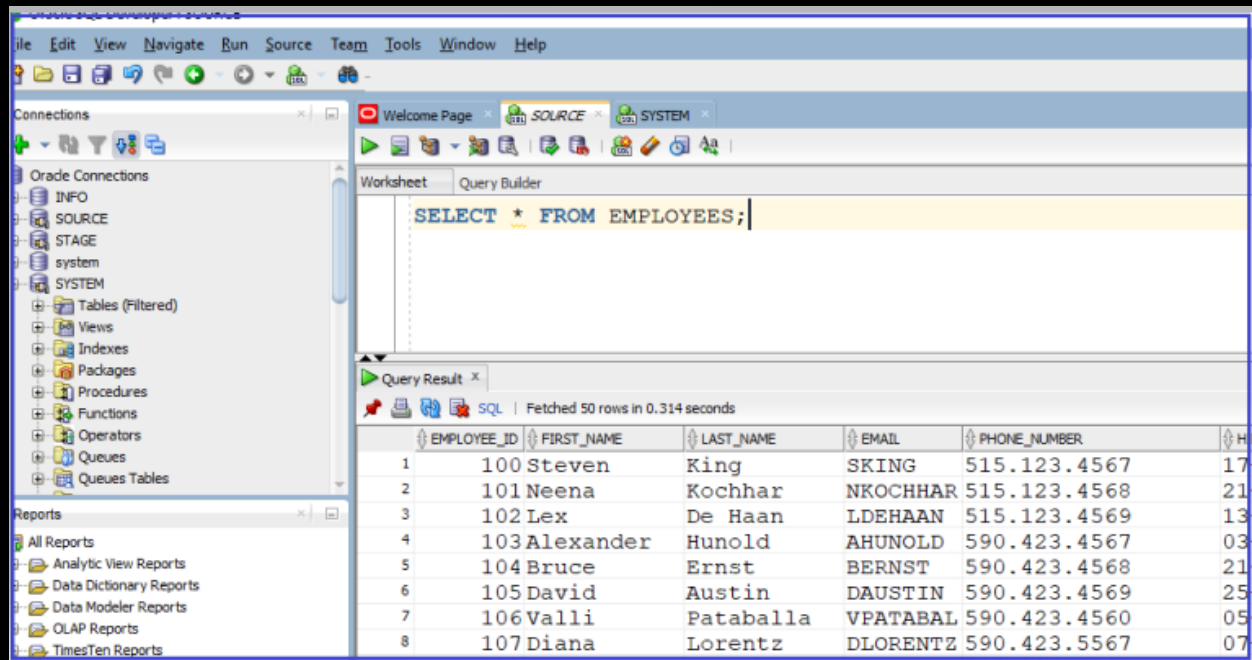 File Edit View Navigate Run Source Team Tools Window Help
Connections
Welcome Page SOURCE SYSTEM
Oracle Connections
INFO
SOURCE
STAGE
system
SYSTEM
Tables (Filtered)
Views
Indexes
Packages
Procedures
Functions
Operators
Queues
Queues Tables
Reports
All Reports
Analytic View Reports
Data Dictionary Reports
Data Modeler Reports
OLAP Reports
TimesTen Reports
Worksheet Query Builder
SELECT * FROM EMPLOYEES;
Query Result
SQL | Fetched 50 rows in 0.314 seconds
EMPLOYEE_ID FIRST_NAME LAST_NAME EMAIL PHONE_NUMBER H
1 100 Steven King SKING 515.123.4567 17
2 101 Neena Kochhar NKOCHHAR 515.123.4568 21
3 102 Lex De Haan LDEHAAN 515.123.4569 13
4 103 Alexander Hunold AHUNOLD 590.423.4567 03
5 104 Bruce Ernst BERNST 590.423.4568 21
6 105 David Austin DAUSTIN 590.423.4569 25
7 106 Valli Pataballa VPATABAL 590.423.4560 05
8 107 Diana Lorentz DLORENTZ 590.423.5567 07